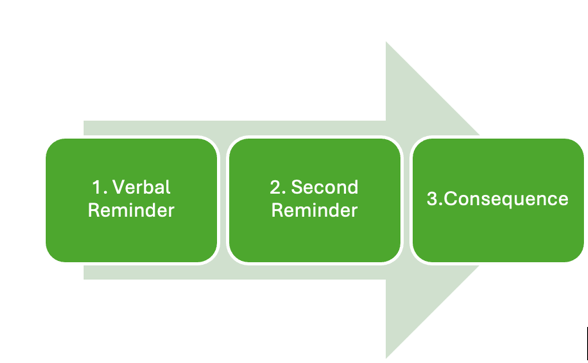 1. Verbal
Reminder
2. Second
Reminder
3.Consequence